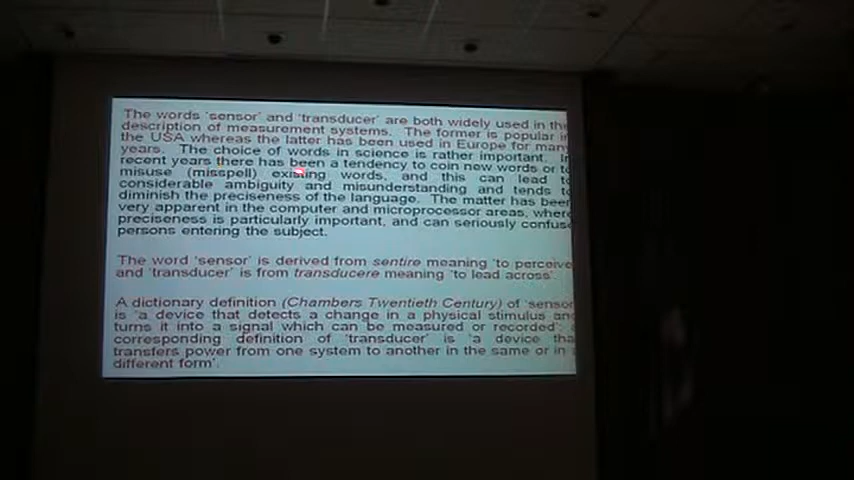 The words 'sensor' and 'transducer' are both widely used in the
description of measurement systems. The former is popular in
the USA whereas the latter has been used in Europe for many
years. The choice of words in science is rather important. In
recent years there has been a tendency to coin new words or to
misuse (misspell) existing words, and this can lead to
considerable ambiguity and misunderstanding and tends to
diminish the preciseness of the language. The matter has been
very apparent in the computer and microprocessor areas, where
preciseness is particularly important, and can seriously confuse
persons entering the subject.
The word 'sensor' is derived from sentire meaning 'to perceive
and 'transducer' is from transducere meaning 'to lead across'.
A dictionary definition (Chambers Twentieth Century) of 'sensor
is 'a device that detects a change in a physical stimulus and
turns it into a signal which can be measured or recorded';
corresponding definition of 'transducer' is 'a device tha
transfers power from one system to another in the same or in
different form'.